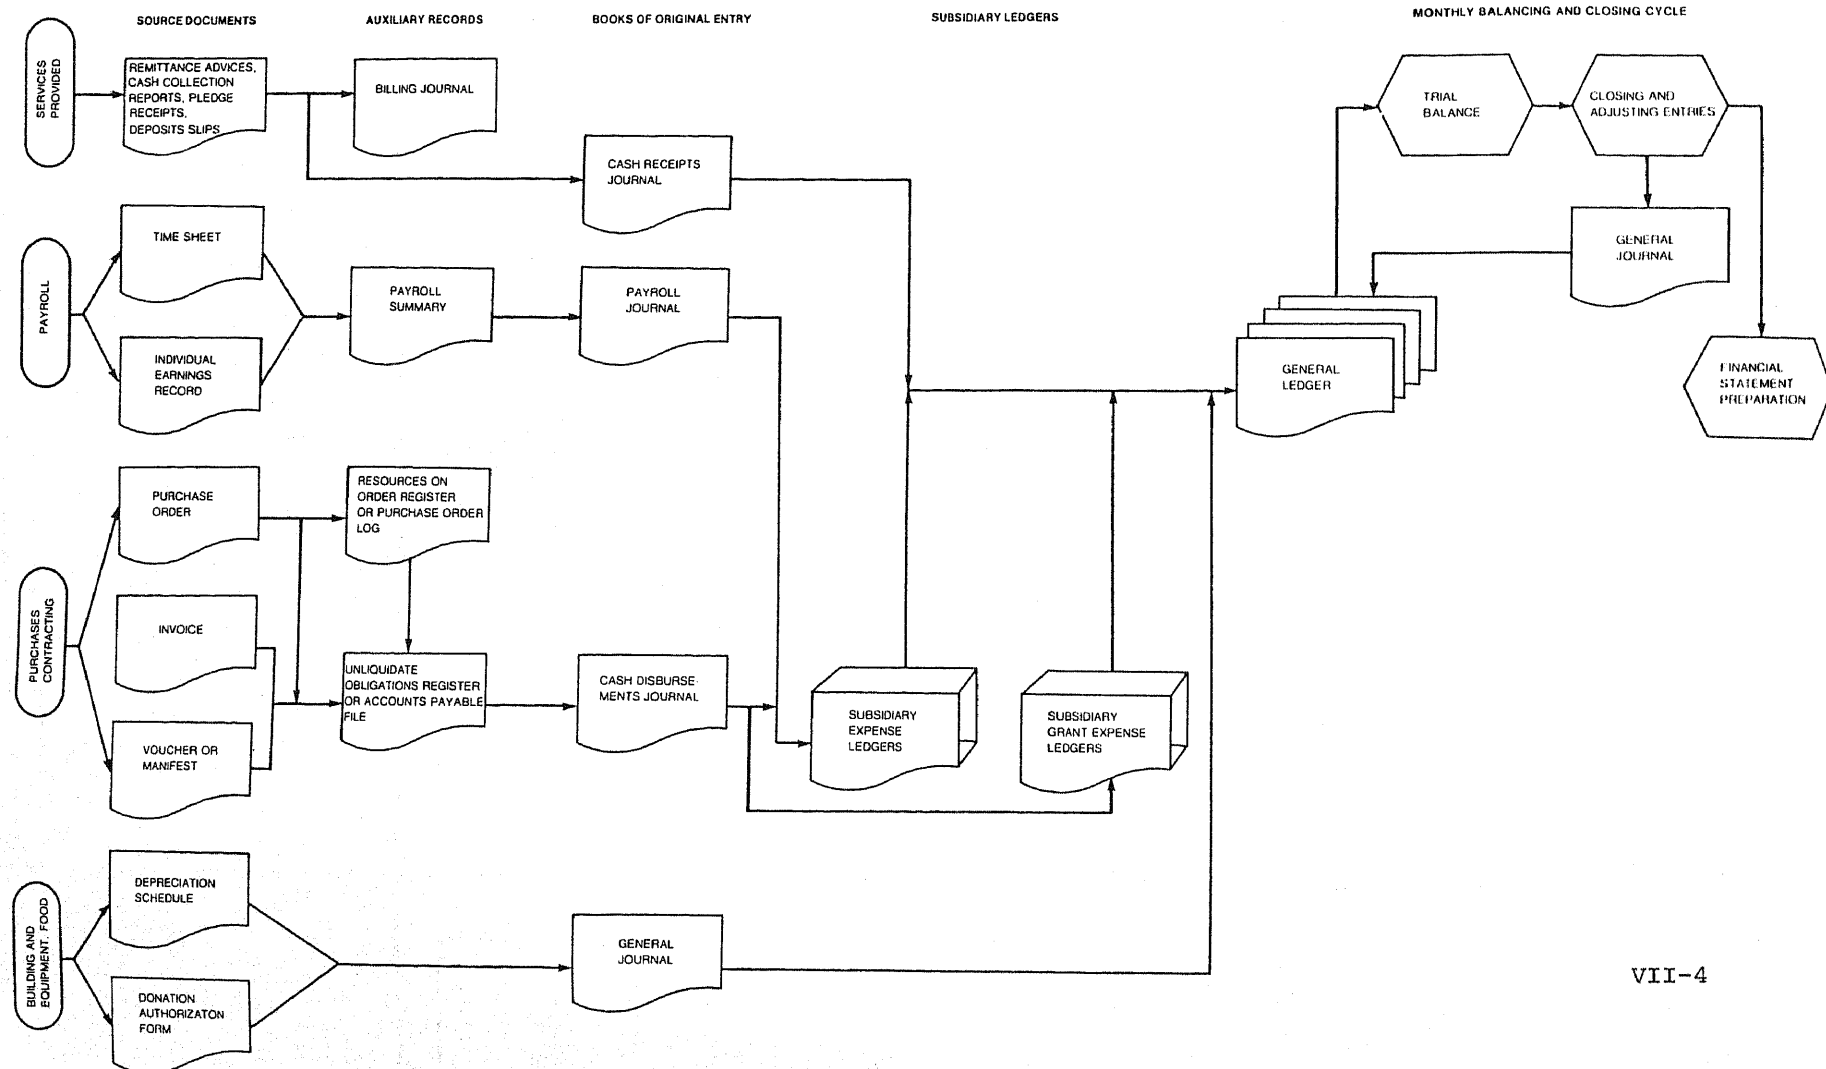 SOURCE DOCUMENTS
AUXILIARY RECORDS
BOOKS OF ORIGINAL ENTRY
SUBSIDIARY LEDGERS
MONTHLY BALANCING AND CLOSING CYCLE
SERVICES
PROVIDED
REMITTANCE ADVICES,
CASH COLLECTION
REPORTS, PLEDGE
RECEIPTS,
DEPOSITS SLIPS
BILLING JOURNAL
CASH RECEIPTS
JOURNAL
TRIAL
BALANCE
CLOSING AND
ADJUSTING ENTRIES
GENERAL
JOURNAL
PAYROLL
TIME SHEET
INDIVIDUAL
EARNINGS
RECORD
PAYROLL
SUMMARY
PAYROLL
JOURNAL
GENERAL
LEDGER
FINANCIAL
STATEMENT
PREPARATION
PURCHASES
CONTRACTING
PURCHASE
ORDER
INVOICE
VOUCHER OR
MANIFEST
RESOURCES ON
ORDER REGISTER
OR PURCHASE ORDER
LOG
UNLIQUIDATE
OBLIGATIONS REGISTER
OR ACCOUNTS PAYABLE
FILE
CASH DISBURSE-
MENTS JOURNAL
SUBSIDIARY
EXPENSE
LEDGERS
SUBSIDIARY
GRANT EXPENSE
LEDGERS
BUILDING AND
EQUIPMENT, FOOD
DEPRECIATION
SCHEDULE
DONATION
AUTHORIZATON
FORM
GENERAL
JOURNAL
VII-4